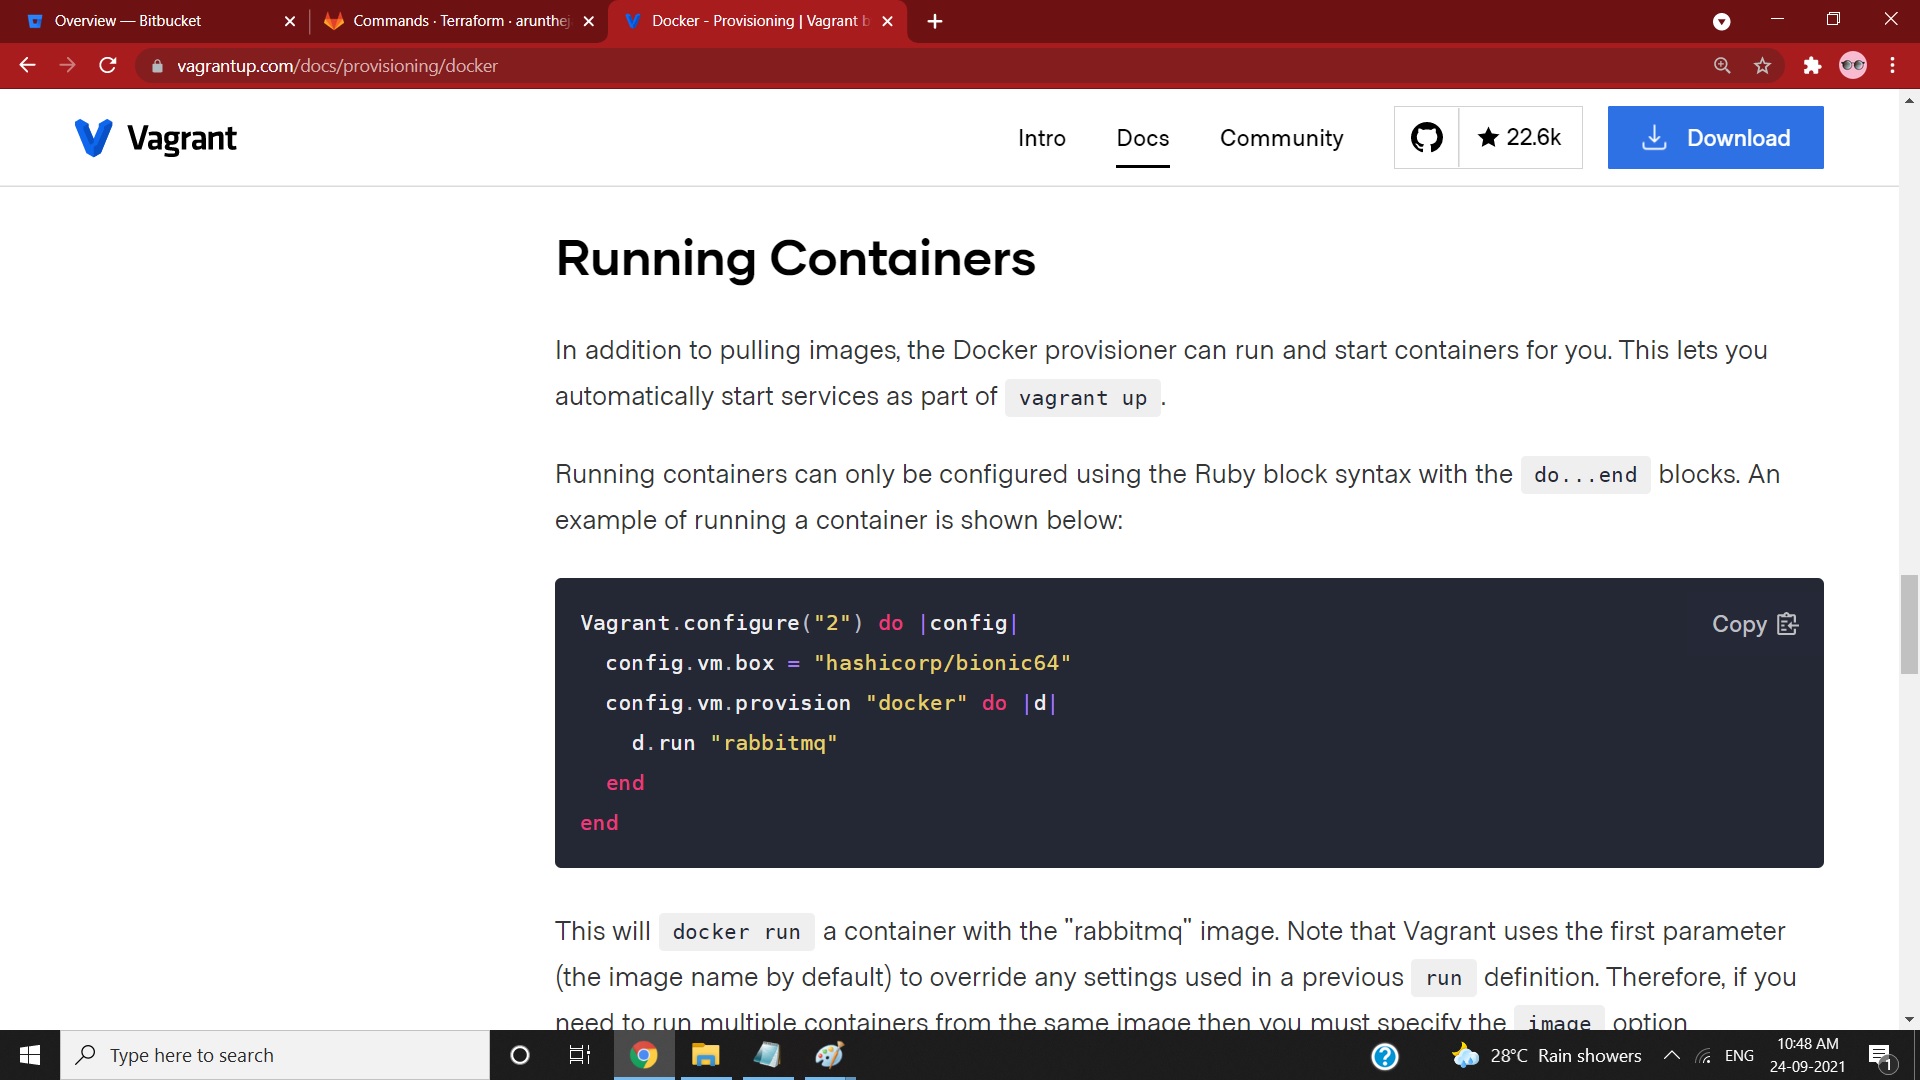 Overview — Bitbucket
Commands · Terraform · arunthej
Docker - Provisioning | Vagrant b
vagrantup.com/docs/provisioning/docker
Vagrant
Intro
Docs
Community
22.6k
Download
Running Containers
In addition to pulling images, the Docker provisioner can run and start containers for you. This lets you
automatically start services as part of vagrant up.
Running containers can only be configured using the Ruby block syntax with the do...end blocks. An
example of running a container is shown below:
Vagrant.configure("2") do |config|
Copy
  config.vm.box = "hashicorp/bionic64"
  config.vm.provision "docker" do |d|
    d.run "rabbitmq"
  end
end
This will docker run a container with the "rabbitmq" image. Note that Vagrant uses the first parameter
(the image name by default) to override any settings used in a previous run definition. Therefore, if you
need to run multiple containers from the same image then you must specify the image option
Type here to search
28°C Rain showers
ENG
10:48 AM
24-09-2021
1